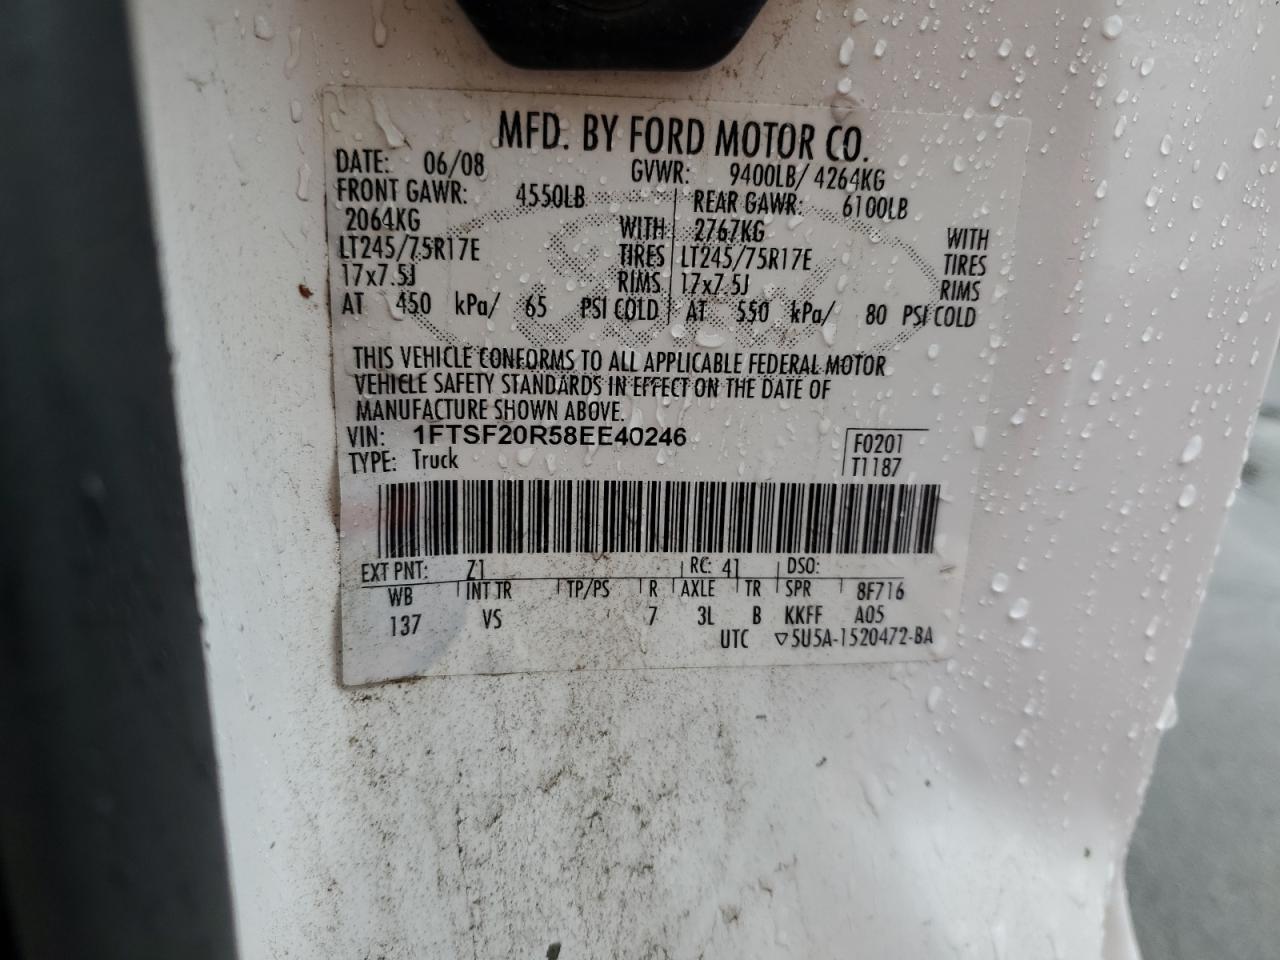 MFD. BY FORD MOTOR CO.
DATE: 06/08 GVWR: 9400LB/ 4264KG
FRONT GAWR: 4550LB REAR GAWR: 6100LB
2064KG WITH 2767KG WITH
LT245/75R17E TIRES LT245/75R17E TIRES
17x7.5J RIMS 17x7.5J RIMS
AT 450 kPa/ 65 PSI COLD AT 550 kPa/ 80 PSI COLD
THIS VEHICLE CONFORMS TO ALL APPLICABLE FEDERAL MOTOR
VEHICLE SAFETY STANDARDS IN EFFECT ON THE DATE OF
MANUFACTURE SHOWN ABOVE.
VIN: 1FTSF20R58EE40246 F0201
TYPE: Truck T1187
EXT PNT: Z1 RC: 41 DSO:
WB INT TR TP/PS R AXLE TR SPR 8F716
137 VS 7 3L B KKFF A05
UTC ▽5U5A-1520472-BA